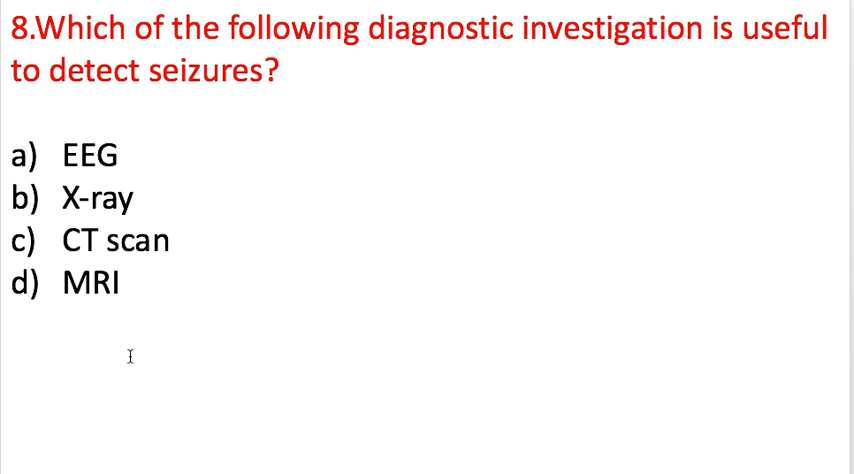 8.Which of the following diagnostic investigation is useful
to detect seizures?
a) EEG
b) X-ray
c) CT scan
d) MRI